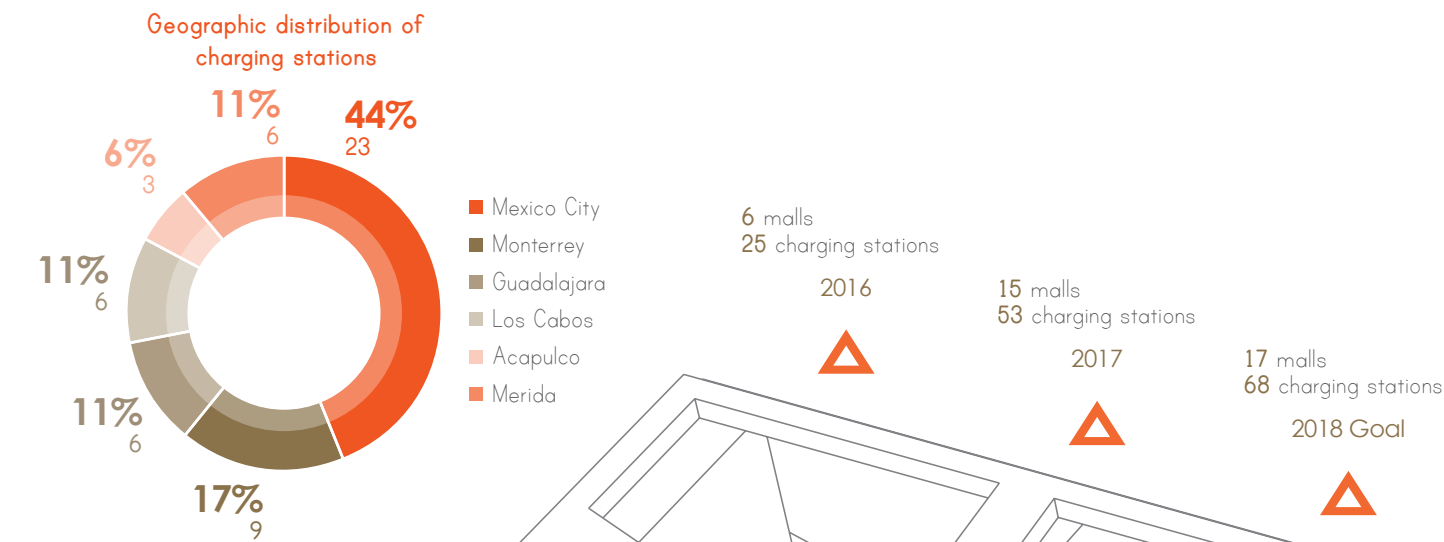 Geographic distribution of
charging stations
11%
6
44%
23
6%
3
11%
6
11%
6
17%
9
Mexico City
Monterrey
Guadalajara
Los Cabos
Acapulco
Merida
6 malls
25 charging stations
2016
15 malls
53 charging stations
2017
17 malls
68 charging stations
2018 Goal